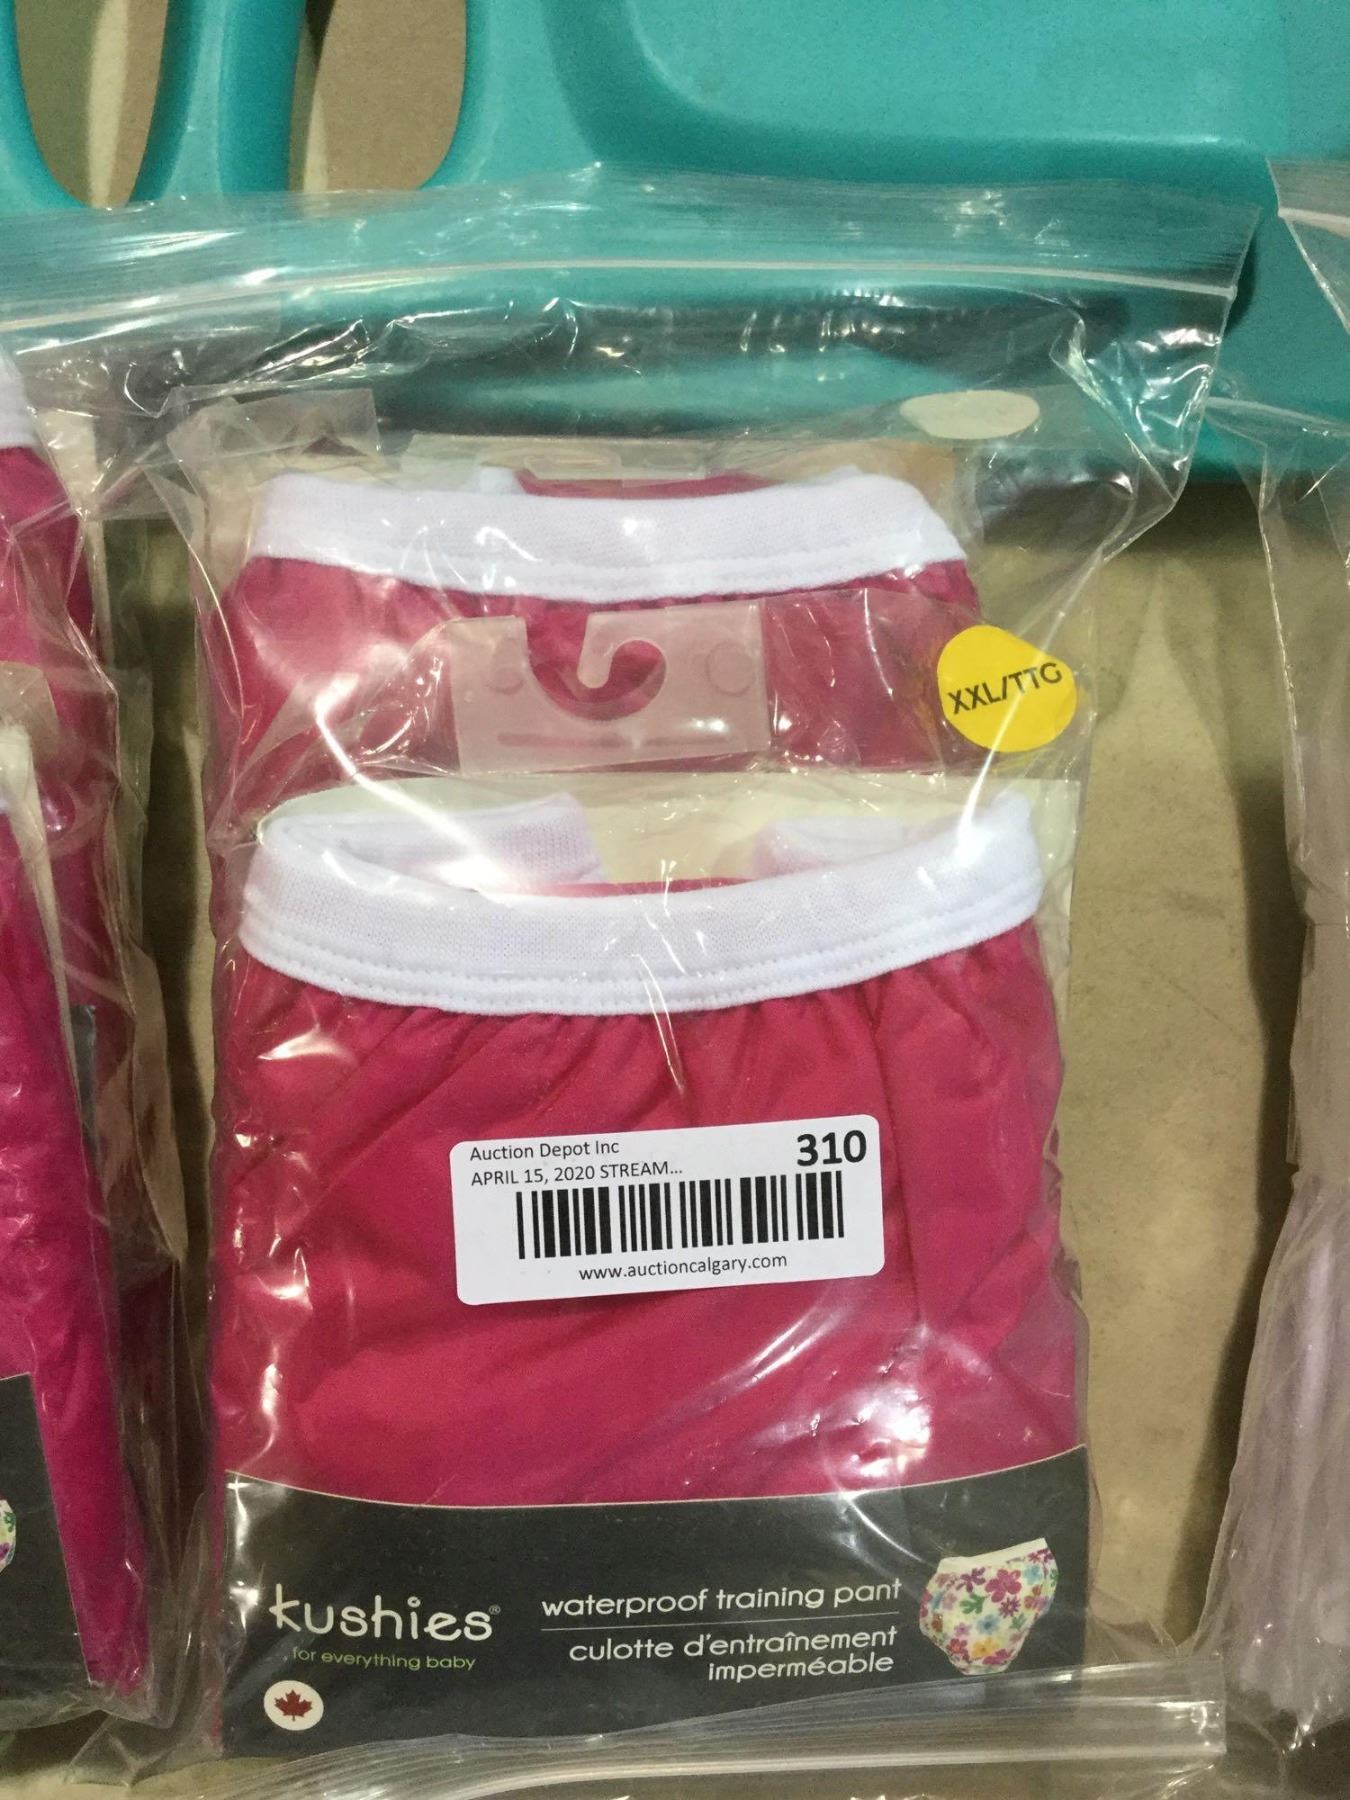 XXL/TTG
Auction Depot Inc
310
APRIL 15, 2020 STREAM...
www.auctioncalgary.com
kushies®
for everything baby
waterproof training pant
culotte d'entraînement
imperméable